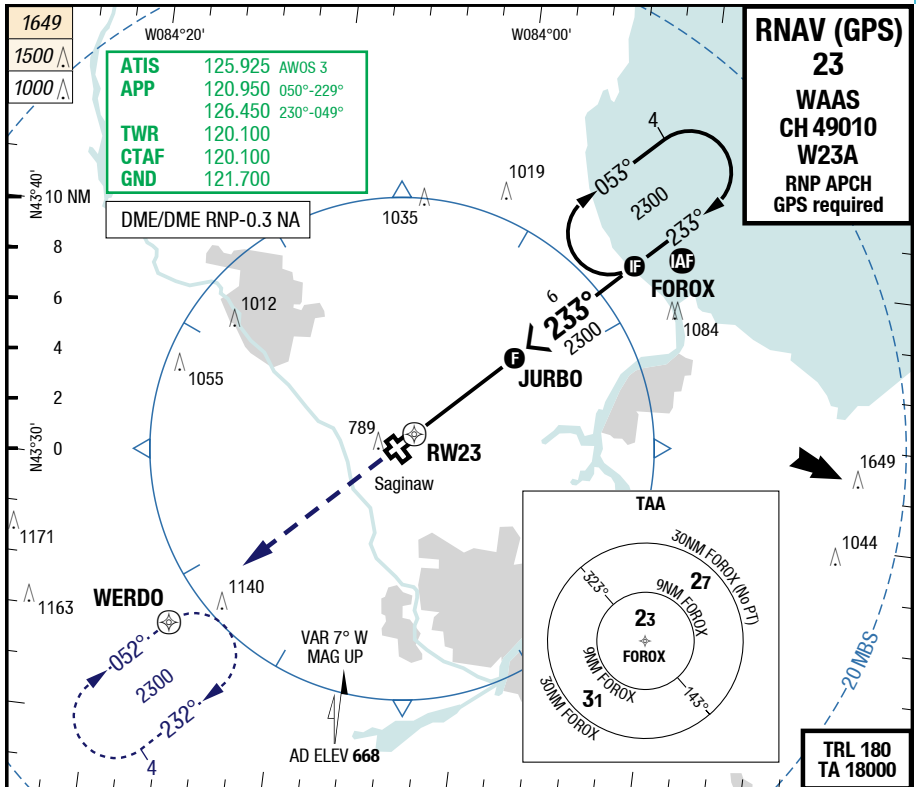 1649
1500
1000
W084°20'
W084°00'
RNAV (GPS)
23
WAAS
CH 49010
W23A
RNP APCH
GPS required
ATIS 125.925 AWOS 3
APP 120.950 050°-229°
126.450 230°-049°
TWR 120.100
CTAF 120.100
GND 121.700
DME/DME RNP-0.3 NA
N43°40'
10 NM
8
6
4
2
0
N43°30'
1019
1035
4
053°
2300
233°
IF
IAF
FOROX
1084
6
233°
2300
F
JURBO
1012
1055
789
RW23
Saginaw
1649
1044
1171
1163
1140
WERDO
052°
2300
232°
4
VAR 7° W
MAG UP
AD ELEV 668
TAA
30NM FOROX (No PT)
27
323°
9NM FOROX
23
FOROX
9NM FOROX
31
143°
30NM FOROX
20 MBS
TRL 180
TA 18000